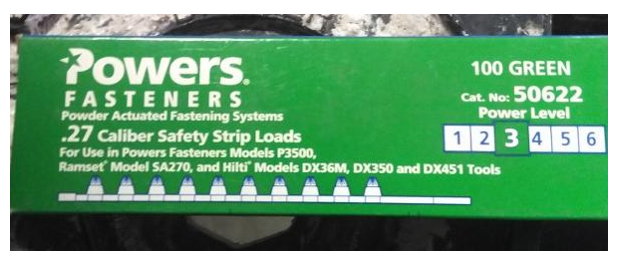 Powers®
FASTENERS
Powder Actuated Fastening Systems
.27 Caliber Safety Strip Loads
For Use in Powers Fasteners Models P3500,
Ramset® Model SA270, and Hilti® Models DX36M, DX350 and DX451 Tools
100 GREEN
Cat. No: 50622
Power Level
1 2 3 4 5 6